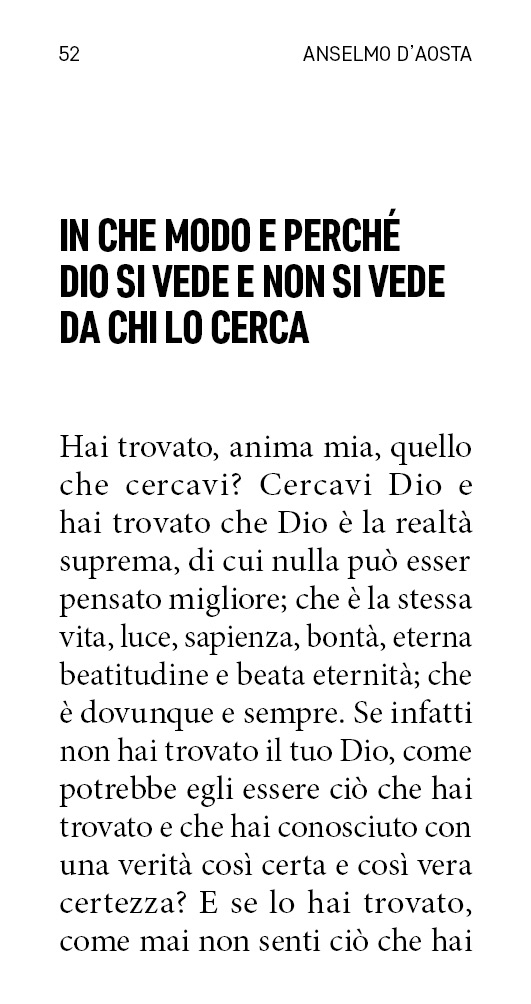 52
ANSELMO D'AOSTA
IN CHE MODO E PERCHÉ
DIO SI VEDE E NON SI VEDE
DA CHI LO CERCA
Hai trovato, anima mia, quello
che cercavi? Cercavi Dio e
hai trovato che Dio è la realtà
suprema, di cui nulla può esser
pensato migliore; che è la stessa
vita, luce, sapienza, bontà, eterna
beatitudine e beata eternità; che
è dovunque e sempre. Se infatti
non hai trovato il tuo Dio, come
potrebbe egli essere ciò che hai
trovato e che hai conosciuto con
una verità così certa e così vera
certezza? E se lo hai trovato,
come mai non senti ciò che hai